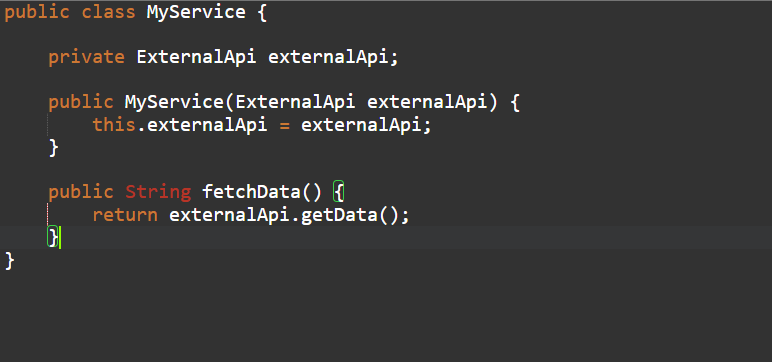 public class MyService {
    private ExternalApi externalApi;
    public MyService(ExternalApi externalApi) {
        this.externalApi = externalApi;
    }
    public String fetchData() {
        return externalApi.getData();
    }
}